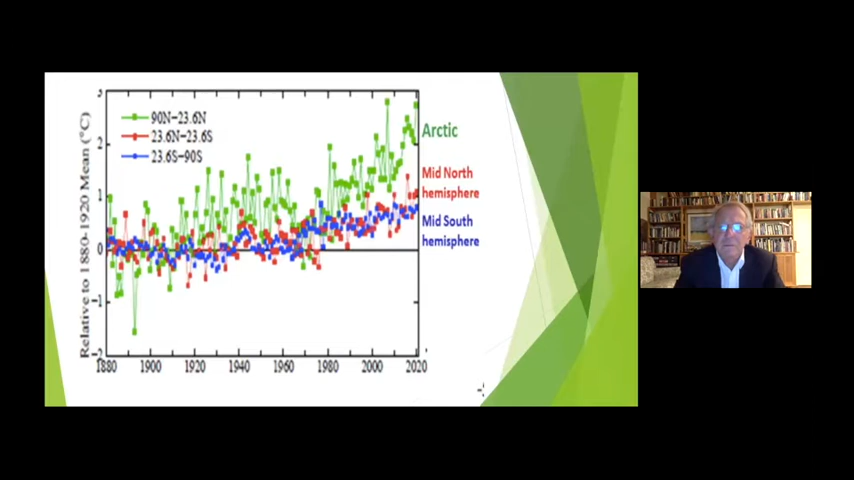 3
2
1
0
-1
-2
Relative to 1880-1920 Mean (°C)
90N-23.6N
23.6N-23.6S
23.6S-90S
1880 1900 1920 1940 1960 1980 2000 2020
Arctic
Mid North
hemisphere
Mid South
hemisphere